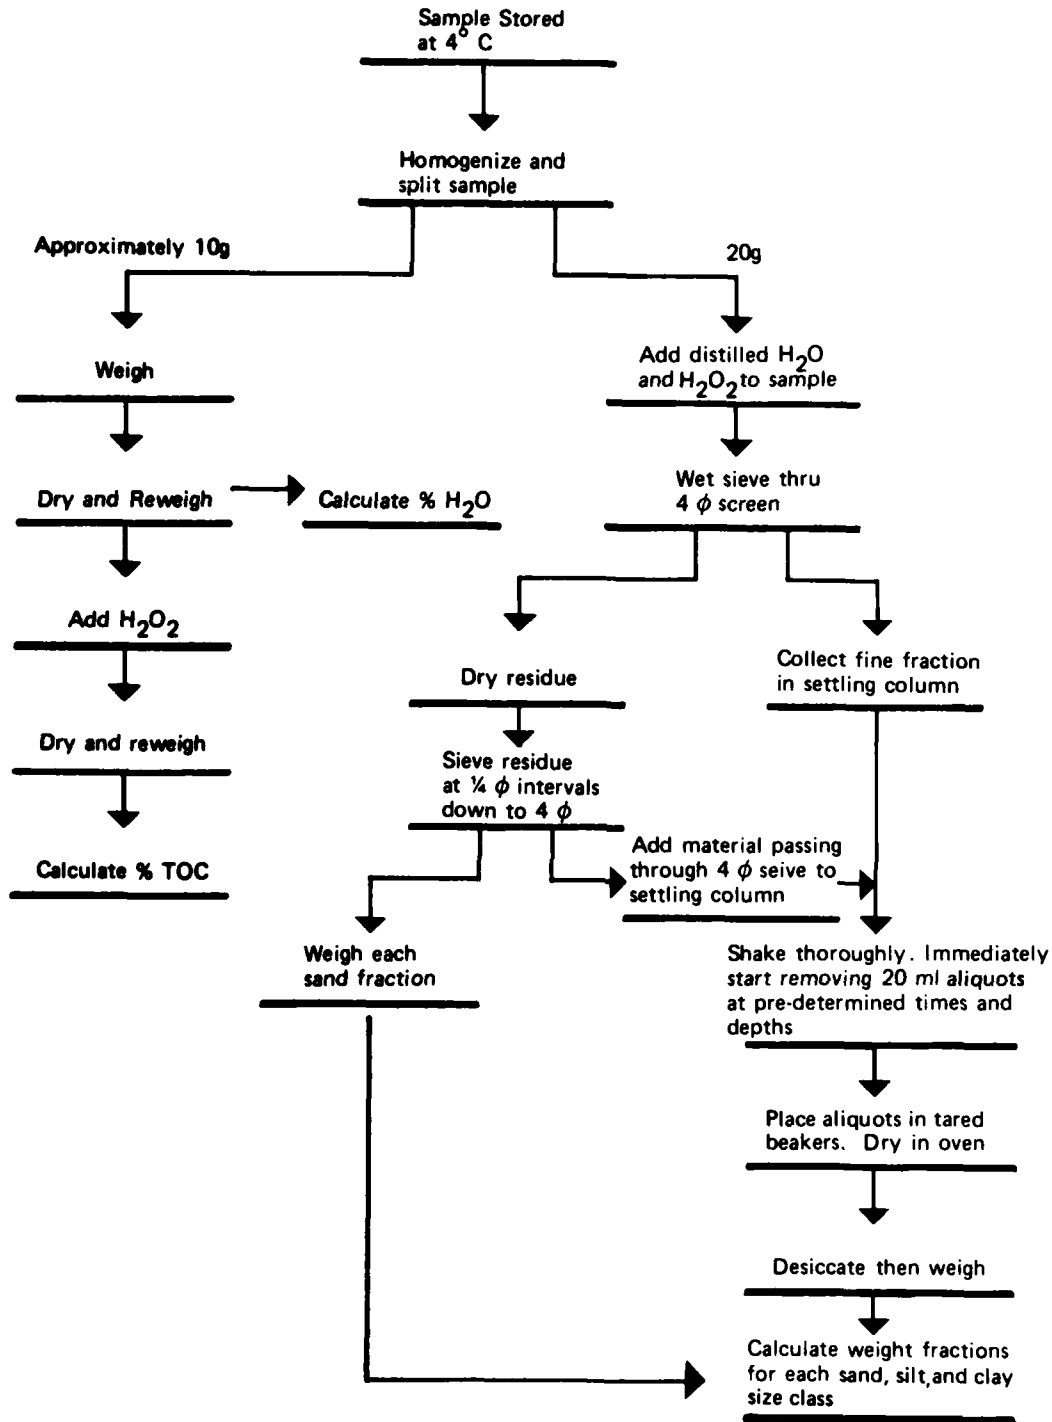 Sample Stored
at 4° C
Homogenize and
split sample
Approximately 10g
20g
Weigh
Add distilled H₂O
and H₂O₂ to sample
Dry and Reweigh
Calculate % H₂O
Wet sieve thru
4 ϕ screen
Add H₂O₂
Dry residue
Collect fine fraction
in settling column
Dry and reweigh
Sieve residue
at ¼ ϕ intervals
down to 4 ϕ
Calculate % TOC
Add material passing
through 4 ϕ seive to
settling column
Weigh each
sand fraction
Shake thoroughly. Immediately
start removing 20 ml aliquots
at pre-determined times and
depths
Place aliquots in tared
beakers. Dry in oven
Desiccate then weigh
Calculate weight fractions
for each sand, silt, and clay
size class